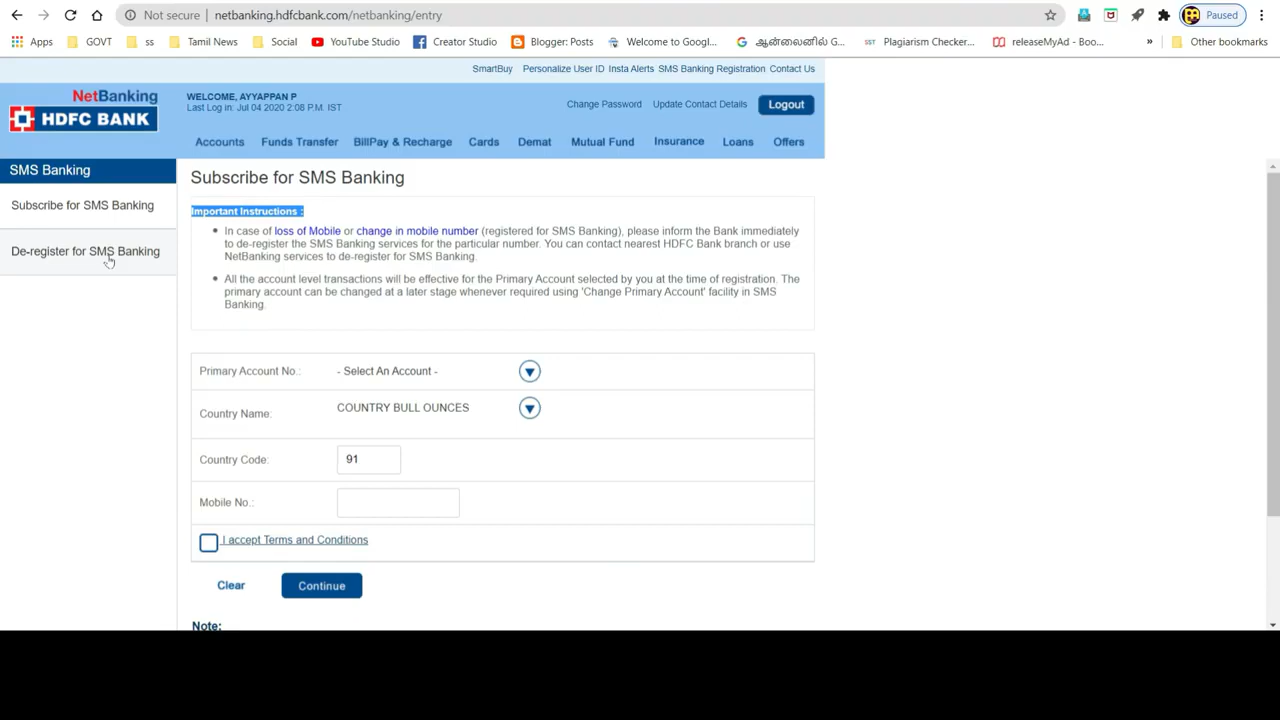 Not secure | netbanking.hdfcbank.com/netbanking/entry
Paused
Apps GOVT ss Tamil News Social YouTube Studio Creator Studio Blogger: Posts Welcome to Googl... ஆன்லைனில் G... SST Plagiarism Checker... releaseMyAd - Boo... » Other bookmarks
SmartBuy Personalize User ID Insta Alerts SMS Banking Registration Contact Us
NetBanking
HDFC BANK
WELCOME, AYYAPPAN P
Last Log in: Jul 04 2020 2:08 P.M. IST
Change Password Update Contact Details Logout
Accounts Funds Transfer BillPay & Recharge Cards Demat Mutual Fund Insurance Loans Offers
SMS Banking
Subscribe for SMS Banking
De-register for SMS Banking
Subscribe for SMS Banking
Important Instructions :
In case of loss of Mobile or change in mobile number (registered for SMS Banking), please inform the Bank immediately
to de-register the SMS Banking services for the particular number. You can contact nearest HDFC Bank branch or use
NetBanking services to de-register for SMS Banking.
All the account level transactions will be effective for the Primary Account selected by you at the time of registration. The
primary account can be changed at a later stage whenever required using 'Change Primary Account' facility in SMS
Banking.
Primary Account No.: - Select An Account -
Country Name: COUNTRY BULL OUNCES
Country Code: 91
Mobile No.:
I accept Terms and Conditions
Clear Continue
Note: